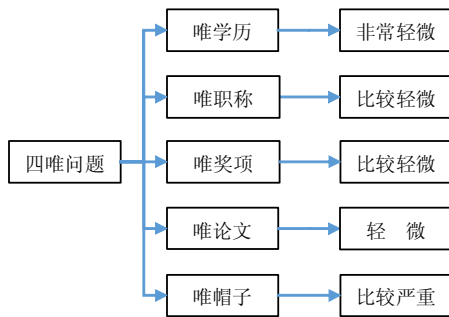 唯学历 非常轻微
唯职称 比较轻微
四唯问题 唯奖项 比较轻微
唯论文 轻 微
唯帽子 比较严重